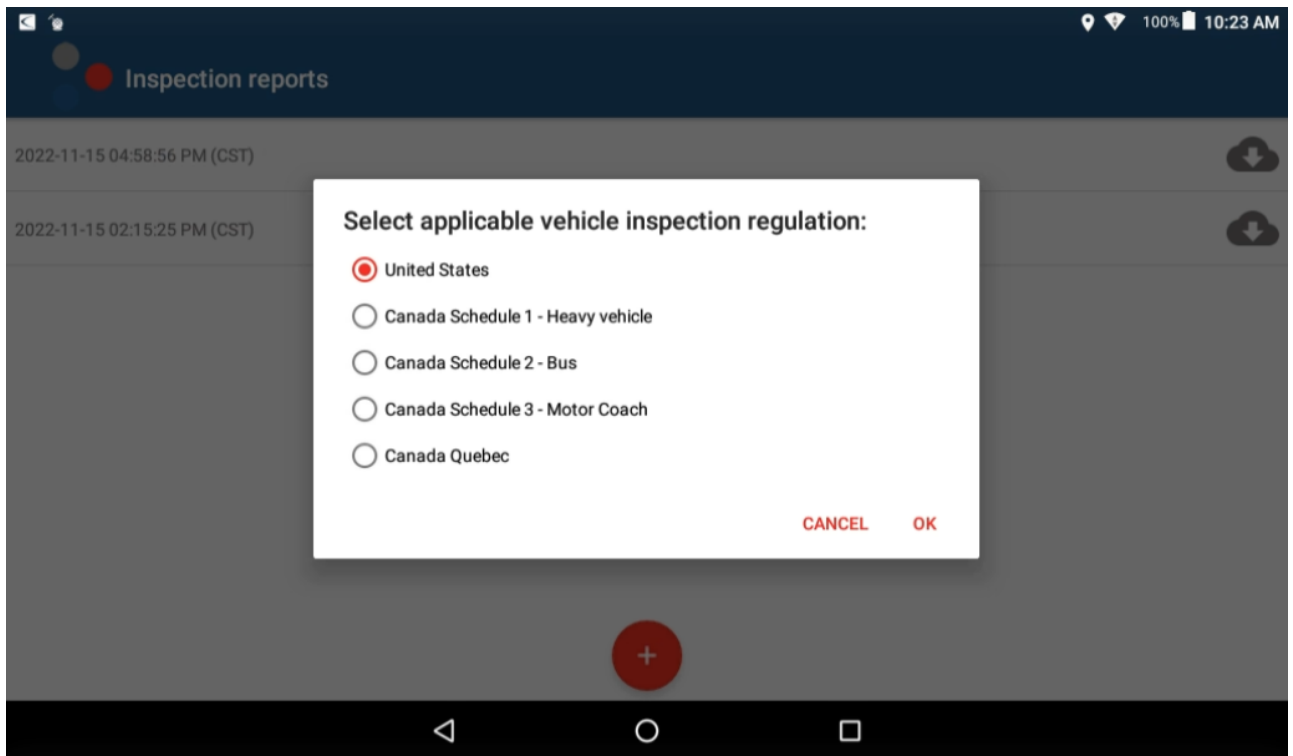 100% 10:23 AM
Inspection reports
2022-11-15 04:58:56 PM (CST)
2022-11-15 02:15:25 PM (CST)
Select applicable vehicle inspection regulation:
United States
Canada Schedule 1 - Heavy vehicle
Canada Schedule 2 - Bus
Canada Schedule 3 - Motor Coach
Canada Quebec
CANCEL OK
+